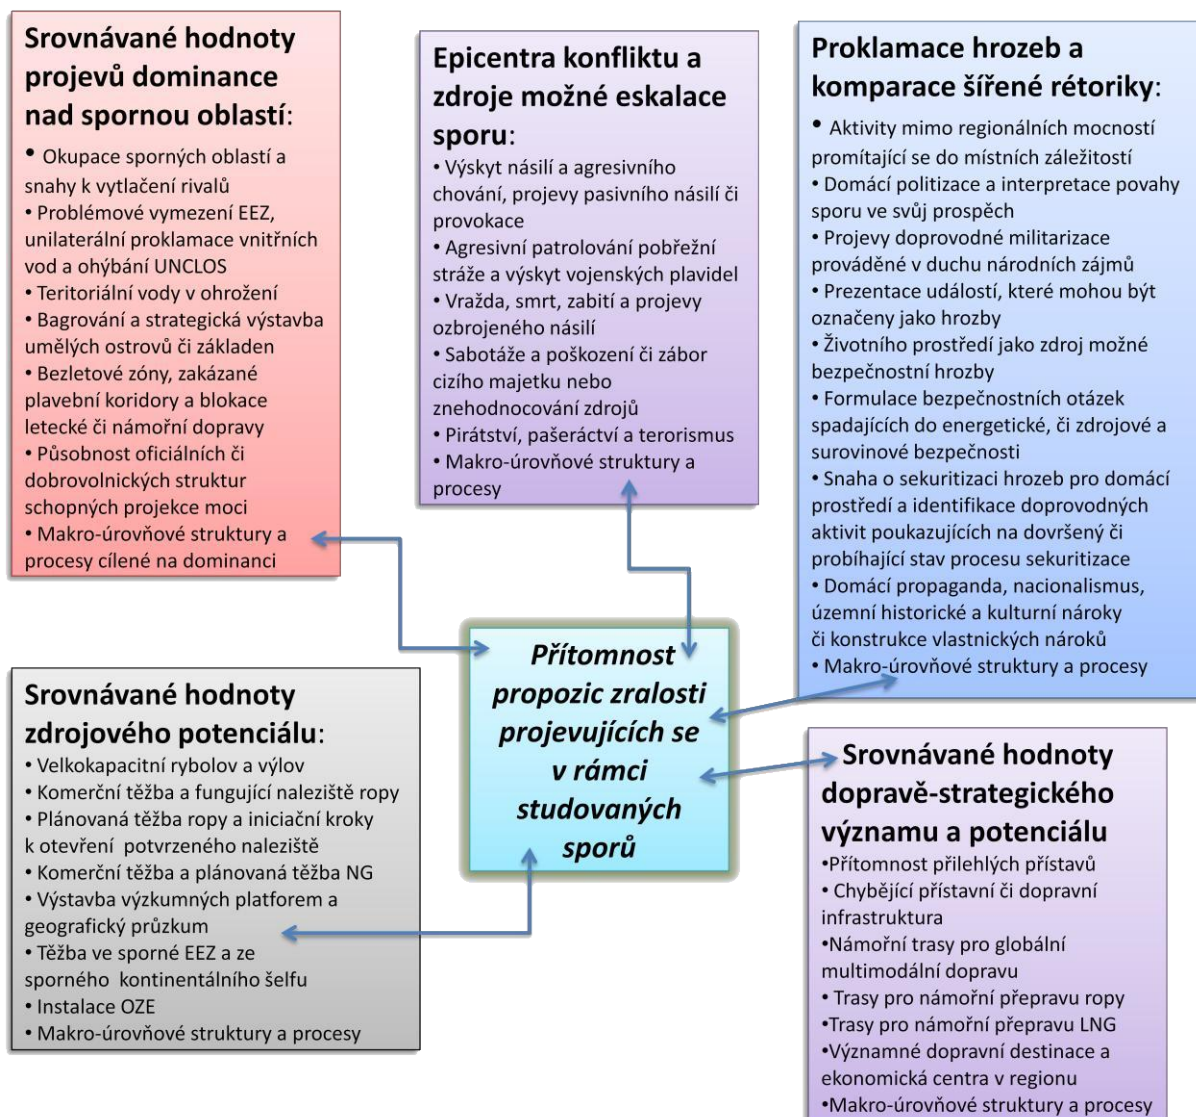 Srovnávané hodnoty
projevů dominance
nad spornou oblastí:
• Okupace sporných oblastí a
snahy k vytlačení rivalů
• Problémové vymezení EEZ,
unilaterální proklamace vnitřních
vod a ohýbání UNCLOS
• Teritoriální vody v ohrožení
• Bagrování a strategická výstavba
umělých ostrovů či základen
• Bezletové zóny, zakázané
plavební koridory a blokace
letecké či námořní dopravy
• Působnost oficiálních či
dobrovolnických struktur
schopných projekce moci
• Makro-úrovňové struktury a
procesy cílené na dominanci
Epicentra konfliktu a
zdroje možné eskalace
sporu:
• Výskyt násilí a agresivního
chování, projevy pasivního násilí či
provokace
• Agresivní patrolování pobřežní
stráže a výskyt vojenských plavidel
• Vražda, smrt, zabití a projevy
ozbrojeného násilí
• Sabotáže a poškození či zábor
cizího majetku nebo
znehodnocování zdrojů
• Pirátství, pašeráctví a terorismus
• Makro-úrovňové struktury a
procesy
Proklamace hrozeb a
komparace šířené rétoriky:
• Aktivity mimo regionálních mocností
promítající se do místních záležitostí
• Domácí politizace a interpretace povahy
sporu ve svůj prospěch
• Projevy doprovodné militarizace
prováděné v duchu národních zájmů
• Prezentace událostí, které mohou být
označeny jako hrozby
• Životního prostředí jako zdroj možné
bezpečnostní hrozby
• Formulace bezpečnostních otázek
spadajících do energetické, či zdrojové a
surovinové bezpečnosti
• Snaha o sekuritizaci hrozeb pro domácí
prostředí a identifikace doprovodných
aktivit poukazujících na dovršený či
probíhající stav procesu sekuritizace
• Domácí propaganda, nacionalismus,
územní historické a kulturní nároky
či konstrukce vlastnických nároků
• Makro-úrovňové struktury a procesy
Přítomnost
propozic zralosti
projevujících se
v rámci
studovaných
sporů
Srovnávané hodnoty
zdrojového potenciálu:
• Velkokapacitní rybolov a výlov
• Komerční těžba a fungující naleziště ropy
• Plánovaná těžba ropy a iniciační kroky
k otevření potvrzeného naleziště
• Komerční těžba a plánovaná těžba NG
• Výstavba výzkumných platforem a
geografický průzkum
• Těžba ve sporné EEZ a ze
sporného kontinentálního šelfu
• Instalace OZE
• Makro-úrovňové struktury a procesy
Srovnávané hodnoty
dopravě-strategického
významu a potenciálu
•Přítomnost přilehlých přístavů
• Chybějící přístavní či dopravní
infrastruktura
•Námořní trasy pro globální
multimodální dopravu
• Trasy pro námořní přepravu ropy
•Trasy pro námořní přepravu LNG
•Významné dopravní destinace a
ekonomická centra v regionu
•Makro-úrovňové struktury a procesy